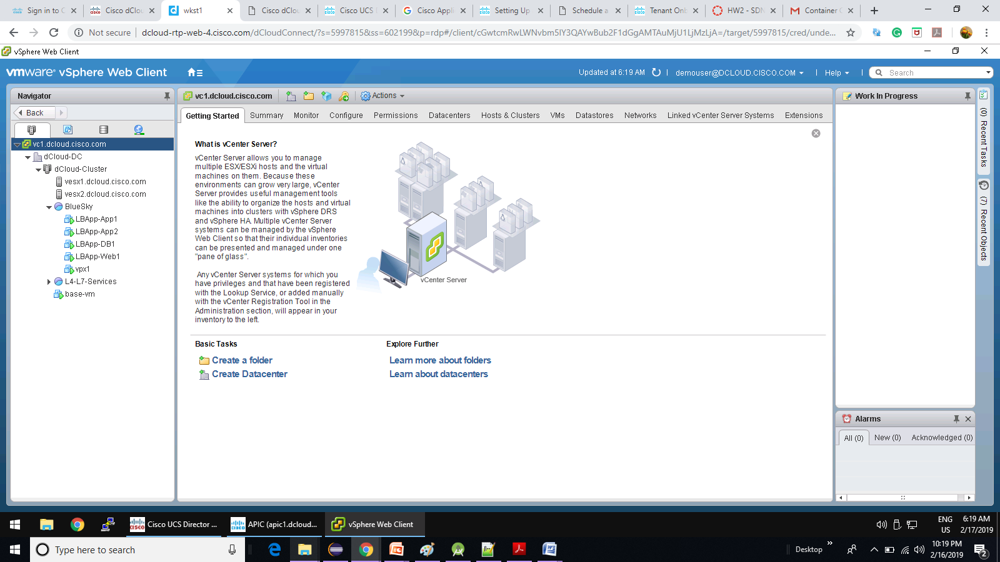 Sign in to C
Cisco dClou
wkst1
Cisco dClou
Cisco UCS
Cisco Appli
Setting Up
Schedule a
Tenant Onb
HW2 - SDN
Container C
Not secure
dcloud-rtp-web-4.cisco.com/dCloudConnect/?s=5997815&ss=602199&p=rdp#/client/cGwtcmRwLWNvbm5lY3QAYwBub2F1dGgAMTAuMjU1LjMzLjA=/target/5997815/cred/unde...
vSphere Web Client
vmware® vSphere Web Client
Updated at 6:19 AM
demouser@DCLOUD.CISCO.COM
Help
Search
Navigator
Back
vc1.dcloud.cisco.com
dCloud-DC
dCloud-Cluster
vesx1.dcloud.cisco.com
vesx2.dcloud.cisco.com
BlueSky
LBApp-App1
LBApp-App2
LBApp-DB1
LBApp-Web1
vpx1
L4-L7-Services
base-vm
vc1.dcloud.cisco.com
Actions
Getting Started
Summary
Monitor
Configure
Permissions
Datacenters
Hosts & Clusters
VMs
Datastores
Networks
Linked vCenter Server Systems
Extensions
What is vCenter Server?
vCenter Server allows you to manage
multiple ESX/ESXi hosts and the virtual
machines on them. Because these
environments can grow very large, vCenter
Server provides useful management tools
like the ability to organize the hosts and virtual
machines into clusters with vSphere DRS
and vSphere HA. Multiple vCenter Server
systems can be managed by the vSphere
Web Client so that their individual inventories
can be presented and managed under one
"pane of glass".
Any vCenter Server systems for which you
have privileges and that have been registered
with the Lookup Service, or added manually
with the vCenter Registration Tool in the
Administration section, will appear in your
inventory to the left.
vCenter Server
Basic Tasks
Create a folder
Create Datacenter
Explore Further
Learn more about folders
Learn about datacenters
Work In Progress
(0) Recent Tasks
(7) Recent Objects
Alarms
All (0)
New (0)
Acknowledged (0)
Cisco UCS Director ...
APIC (apic1.dcloud...
vSphere Web Client
ENG
US
6:19 AM
2/17/2019
Type here to search
Desktop
10:19 PM
2/16/2019
2